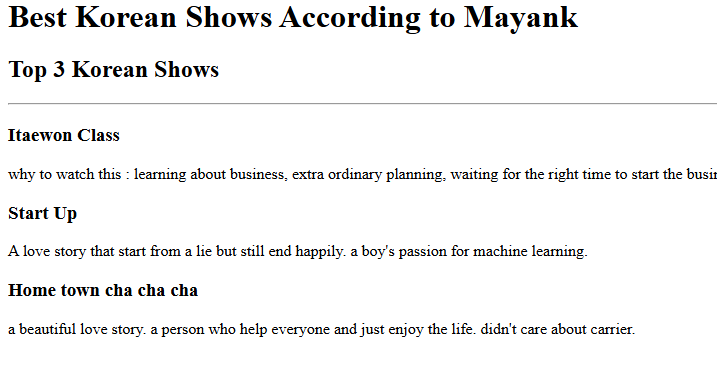 Best Korean Shows According to Mayank
Top 3 Korean Shows
Itaewon Class
why to watch this : learning about business, extra ordinary planning, waiting for the right time to start the
Start Up
A love story that start from a lie but still end happily. a boy's passion for machine learning.
Home town cha cha cha
a beautiful love story. a person who help everyone and just enjoy the life. didn't care about carrier.